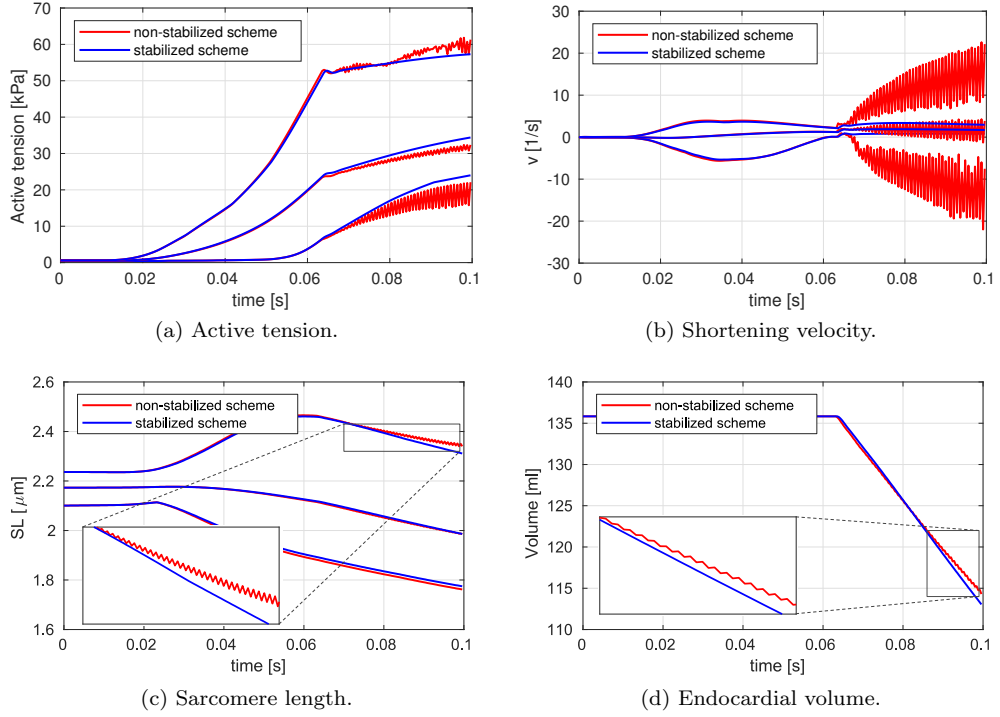 non-stabilized scheme
stabilized scheme
Active tension [kPa]
70
60
50
40
30
20
10
0
0 0.02 0.04 0.06 0.08 0.1
time [s]
(a) Active tension.
non-stabilized scheme
stabilized scheme
v [1/s]
30
20
10
0
-10
-20
-30
0 0.02 0.04 0.06 0.08 0.1
time [s]
(b) Shortening velocity.
non-stabilized scheme
stabilized scheme
SL [ μm]
2.6
2.4
2.2
2
1.8
1.6
0 0.02 0.04 0.06 0.08 0.1
time [s]
(c) Sarcomere length.
non-stabilized scheme
stabilized scheme
Volume [ml]
140
135
130
125
120
115
110
0 0.02 0.04 0.06 0.08 0.1
time [s]
(d) Endocardial volume.